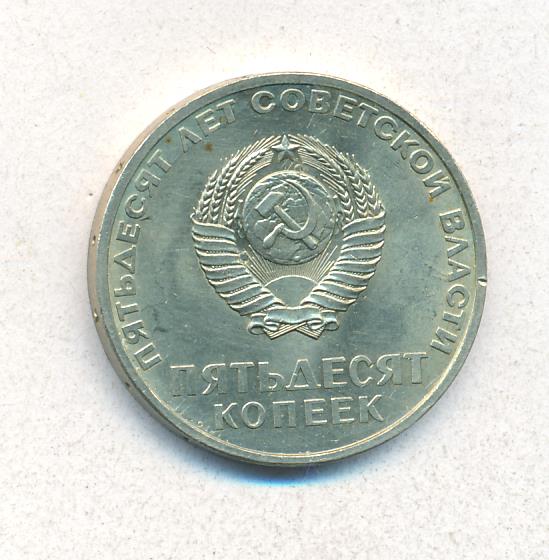 ПЯТЬДЕСЯТ ЛЕТ СОВЕТСКОЙ ВЛАСТИ
ПЯТЬДЕСЯТ
КОПЕЕК